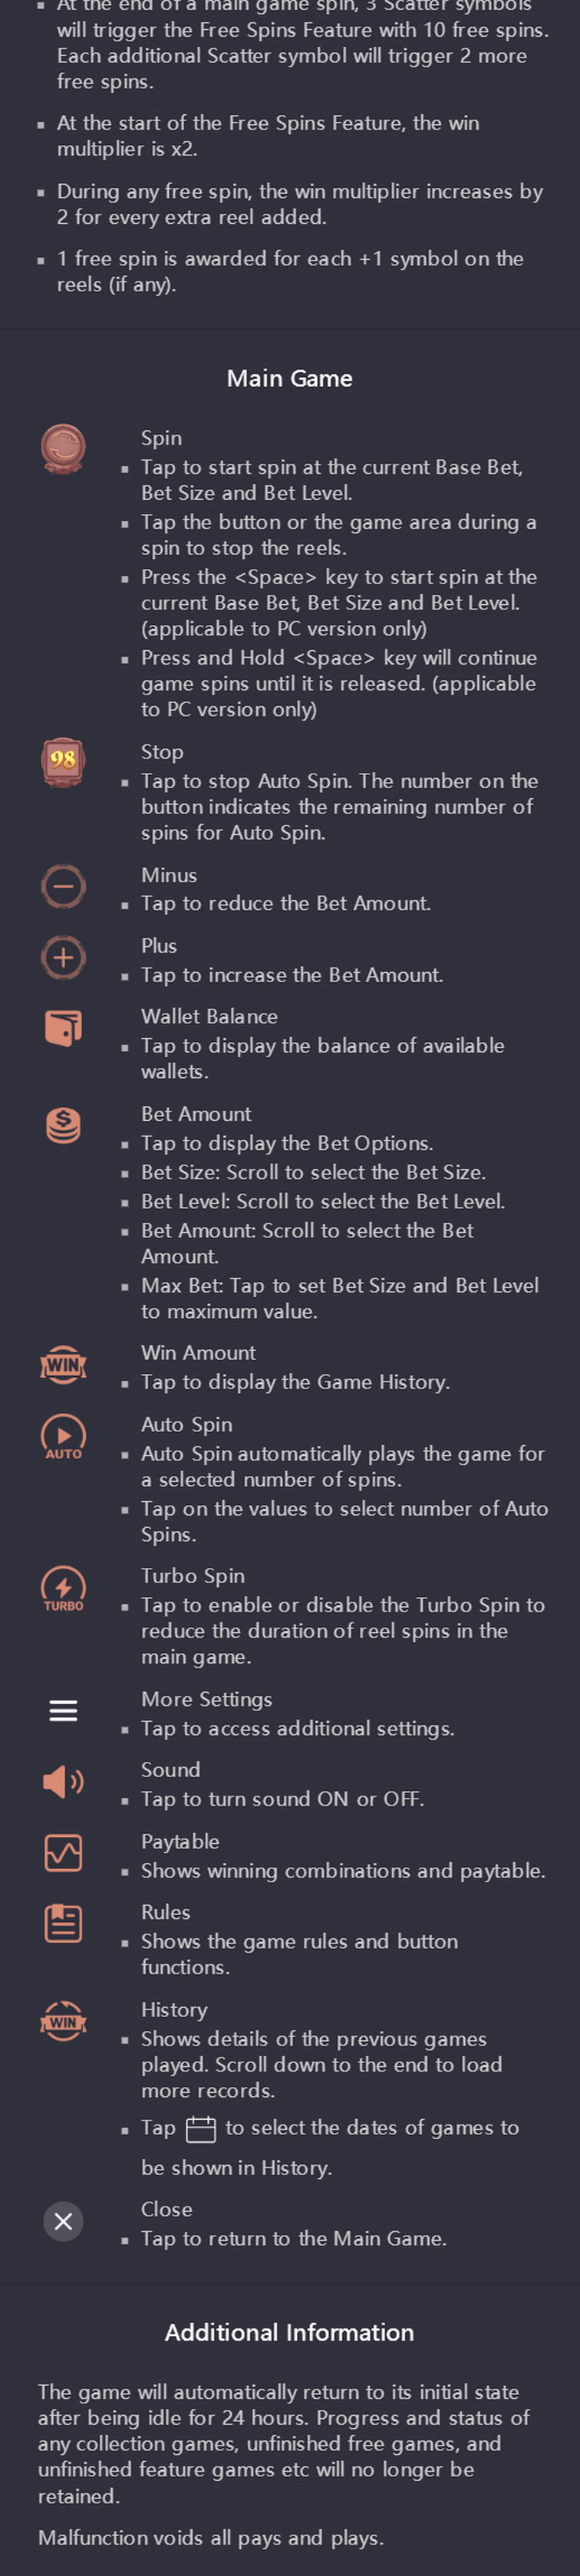 At the end of a main game spin, 3 Scatter symbols
will trigger the Free Spins Feature with 10 free spins.
Each additional Scatter symbol will trigger 2 more
free spins.
At the start of the Free Spins Feature, the win
multiplier is x2.
During any free spin, the win multiplier increases by
2 for every extra reel added.
1 free spin is awarded for each +1 symbol on the
reels (if any).
Main Game
Spin
Tap to start spin at the current Base Bet,
Bet Size and Bet Level.
Tap the button or the game area during a
spin to stop the reels.
Press the <Space> key to start spin at the
current Base Bet, Bet Size and Bet Level.
(applicable to PC version only)
Press and Hold <Space> key will continue
game spins until it is released. (applicable
to PC version only)
98
Stop
Tap to stop Auto Spin. The number on the
button indicates the remaining number of
spins for Auto Spin.
Minus
Tap to reduce the Bet Amount.
Plus
Tap to increase the Bet Amount.
Wallet Balance
Tap to display the balance of available
wallets.
$
Bet Amount
Tap to display the Bet Options.
Bet Size: Scroll to select the Bet Size.
Bet Level: Scroll to select the Bet Level.
Bet Amount: Scroll to select the Bet
Amount.
Max Bet: Tap to set Bet Size and Bet Level
to maximum value.
WIN
Win Amount
Tap to display the Game History.
AUTO
Auto Spin
Auto Spin automatically plays the game for
a selected number of spins.
Tap on the values to select number of Auto
Spins.
TURBO
Turbo Spin
Tap to enable or disable the Turbo Spin to
reduce the duration of reel spins in the
main game.
More Settings
Tap to access additional settings.
Sound
Tap to turn sound ON or OFF.
Paytable
Shows winning combinations and paytable.
Rules
Shows the game rules and button
functions.
WIN
History
Shows details of the previous games
played. Scroll down to the end to load
more records.
Tap to select the dates of games to
be shown in History.
Close
Tap to return to the Main Game.
Additional Information
The game will automatically return to its initial state
after being idle for 24 hours. Progress and status of
any collection games, unfinished free games, and
unfinished feature games etc will no longer be
retained.
Malfunction voids all pays and plays.